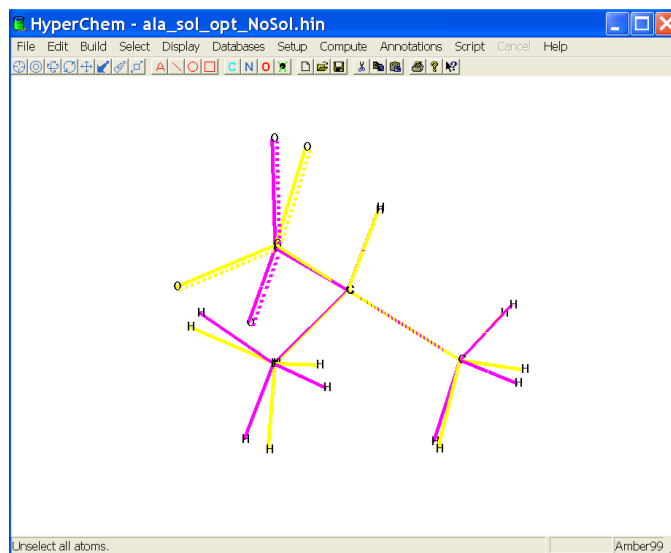 HyperChem - ala_sol_opt_NoSol.hin
File Edit Build Select Display Databases Setup Compute Annotations Script Cancel Help
A C N O
O O
H
C
O
C
H H H
O
H
C
H H H
H
H
H H
H H
Unselect all atoms.
Amber99